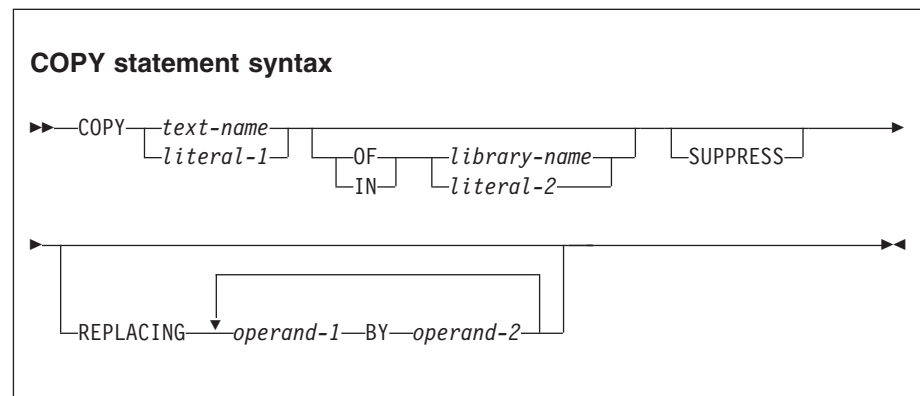 COPY statement syntax
COPY text-name OF library-name SUPPRESS
literal-1 IN literal-2
REPLACING operand-1 BY operand-2